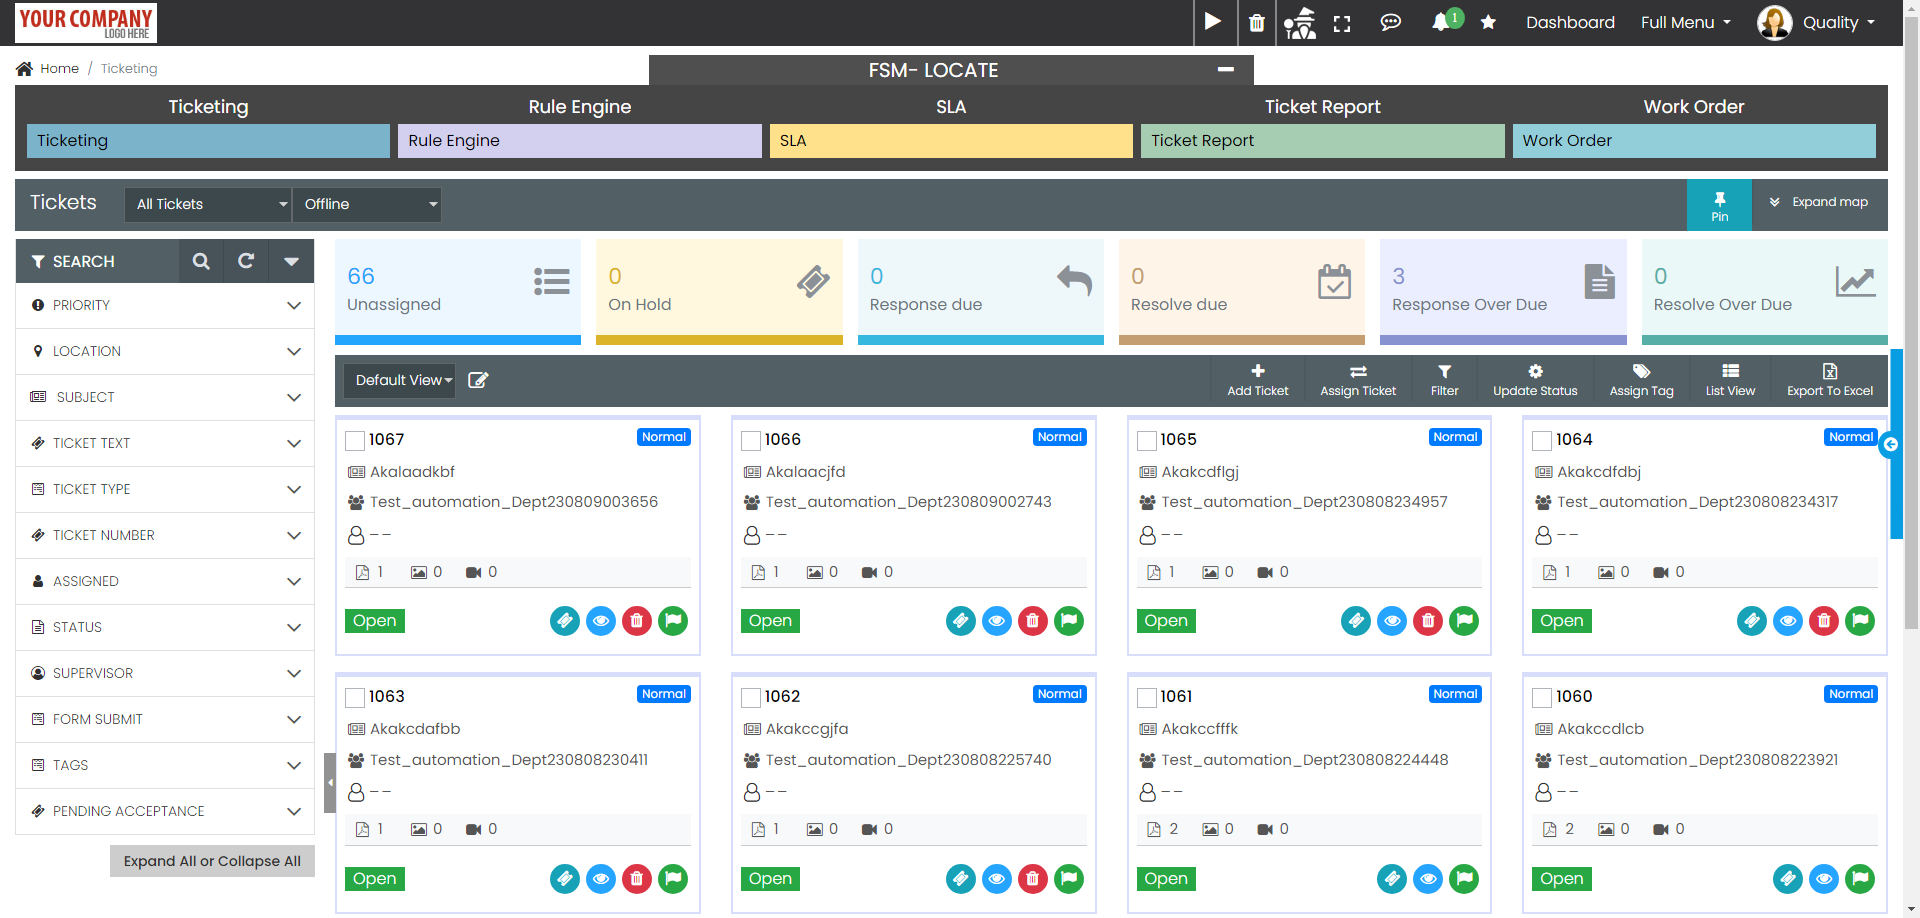 YOUR COMPANY
LOGO HERE
1
Dashboard
Full Menu
Quality
Home / Ticketing
FSM- LOCATE
Ticketing
Rule Engine
SLA
Ticket Report
Work Order
Ticketing
Rule Engine
SLA
Ticket Report
Work Order
Tickets
All Tickets
Offline
Pin
Expand map
SEARCH
PRIORITY
LOCATION
SUBJECT
TICKET TEXT
TICKET TYPE
TICKET NUMBER
ASSIGNED
STATUS
SUPERVISOR
FORM SUBMIT
TAGS
PENDING ACCEPTANCE
Expand All or Collapse All
66
Unassigned
0
On Hold
0
Response due
0
Resolve due
3
Response Over Due
0
Resolve Over Due
Default View
Add Ticket
Assign Ticket
Filter
Update Status
Assign Tag
List View
Export To Excel
1067
Normal
Akalaadkbf
Test_automation_Dept230809003656
--
1 0 0
Open
1066
Normal
Akalaacjfd
Test_automation_Dept230809002743
--
1 0 0
Open
1065
Normal
Akakcdflgj
Test_automation_Dept230808234957
--
1 0 0
Open
1064
Normal
Akakcdfdbj
Test_automation_Dept230808234317
--
1 0 0
Open
1063
Normal
Akakcdafbb
Test_automation_Dept230808230411
--
1 0 0
Open
1062
Normal
Akakccgjfa
Test_automation_Dept230808225740
--
1 0 0
Open
1061
Normal
Akakccfffk
Test_automation_Dept230808224448
--
2 0 0
Open
1060
Normal
Akakccdlcb
Test_automation_Dept230808223921
--
2 0 0
Open